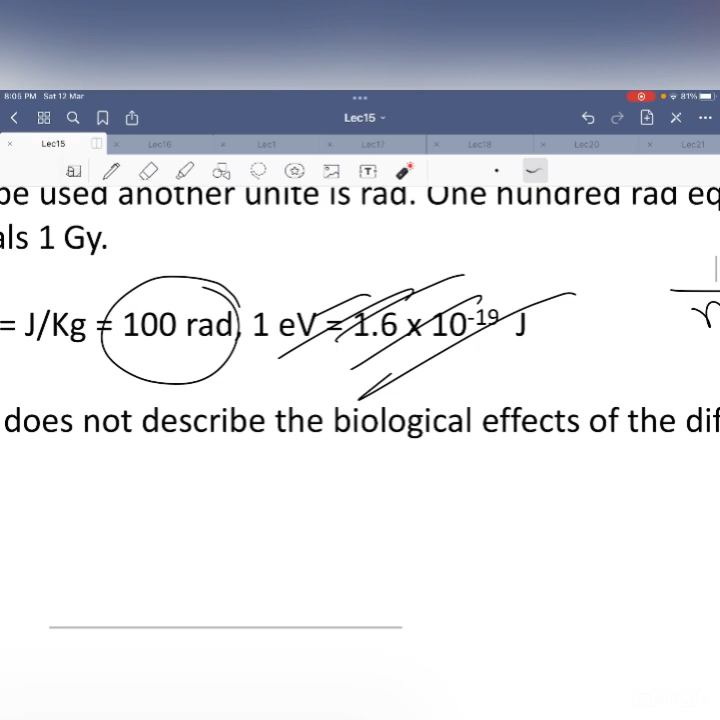 8:05 PM Sat 12 Mar
81%
Lec15
Lec15
Lec16
Lec1
Lec17
Lec18
Lec20
Lec21
T
be used another unite is rad. One hundred rad eq
als 1 Gy.
= J/Kg = 100 rad, 1 eV = 1.6 x 10-19 J
does not describe the biological effects of the dif